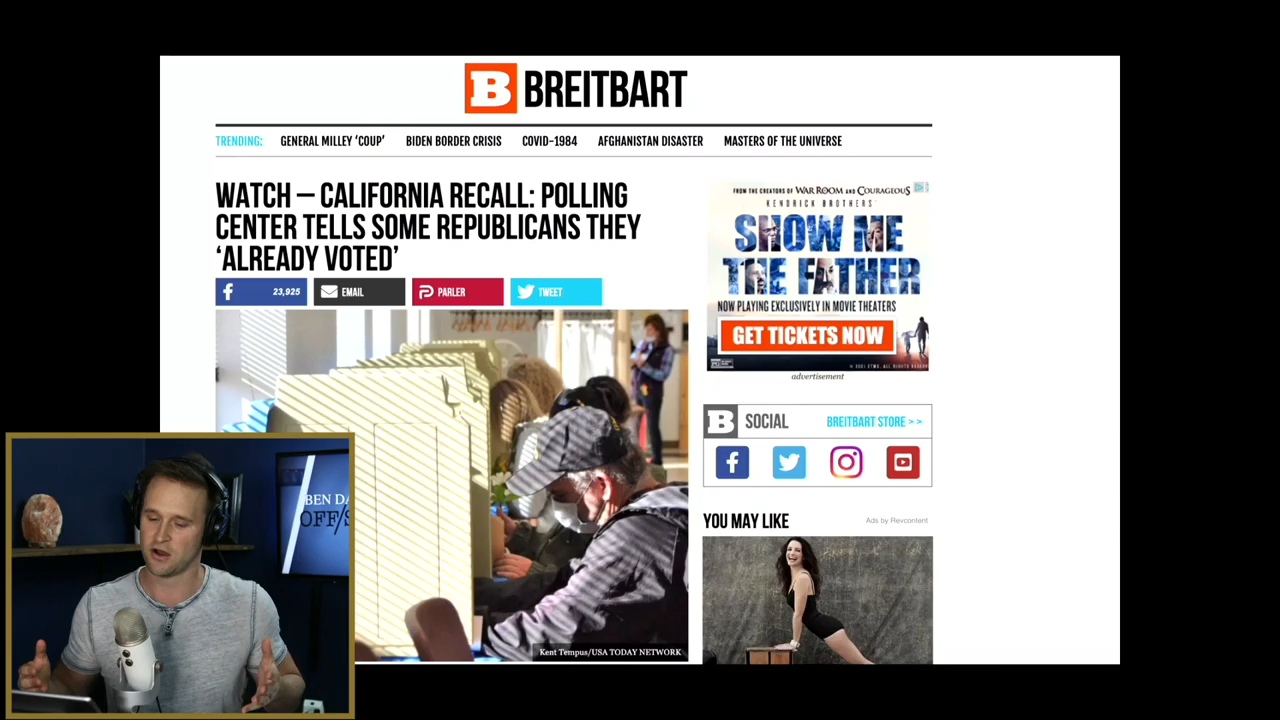 B BREITBART
TRENDING: GENERAL MILLEY ‘COUP’ BIDEN BORDER CRISIS COVID-1984 AFGHANISTAN DISASTER MASTERS OF THE UNIVERSE
WATCH – CALIFORNIA RECALL: POLLING
CENTER TELLS SOME REPUBLICANS THEY
‘ALREADY VOTED’
23,925 EMAIL PARLER TWEET
Kent Tempus/USA TODAY NETWORK
FROM THE CREATORS OF WAR ROOM AND COURAGEOUS
KENDRICK BROTHERS'
SHOW ME
THE FATHER
NOW PLAYING EXCLUSIVELY IN MOVIE THEATERS
GET TICKETS NOW
advertisement
B SOCIAL BREITBART STORE > >
YOU MAY LIKE Ads by Revcontent
BEN DA
OFF/S